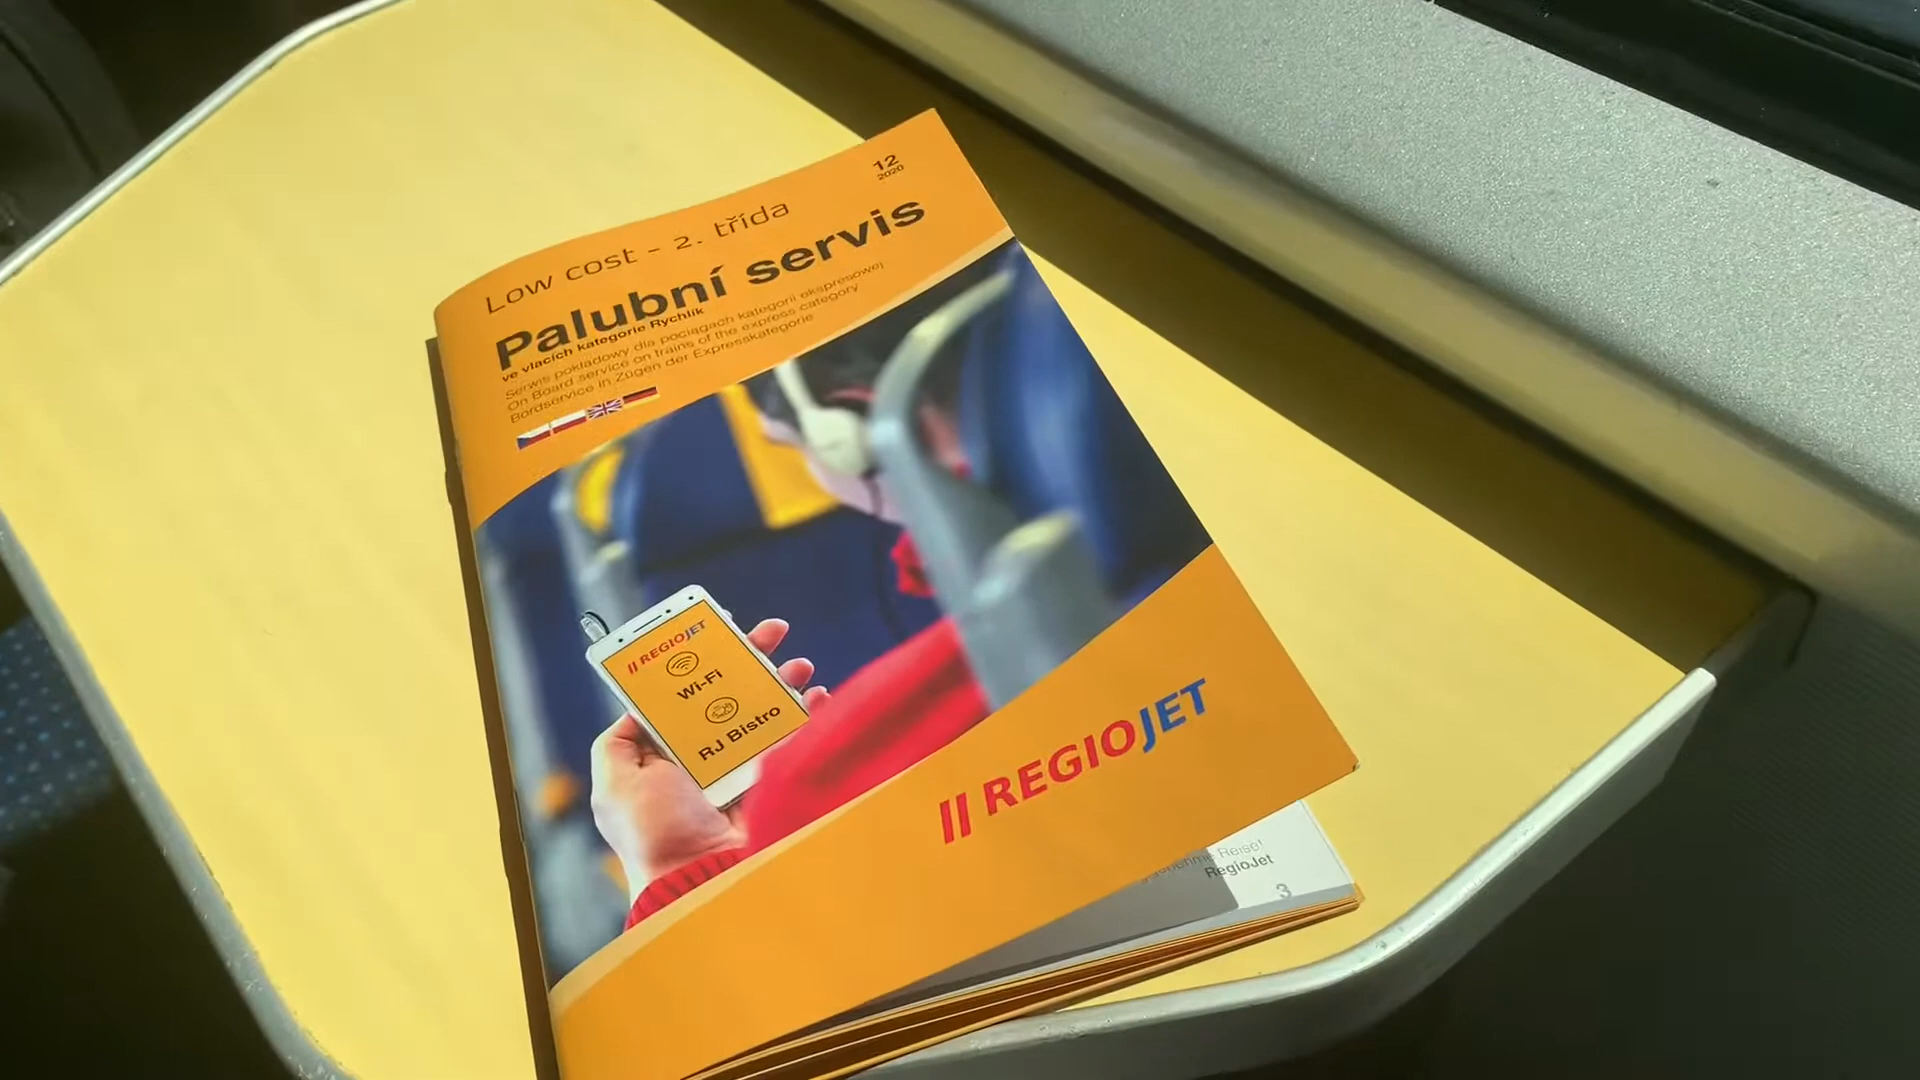 12
2020
Low cost - 2. třída
Palubní servis
ve vlacích kategorie Rychlík
Serwis pokładowy dla pociągach kategorii ekspresowej
On Board service on trains of the express category
Bordservice in Zügen der Expresskategorie
REGIOJET
Wi-Fi
RJ Bistro
REGIOJET
Reise!
RegioJet
3